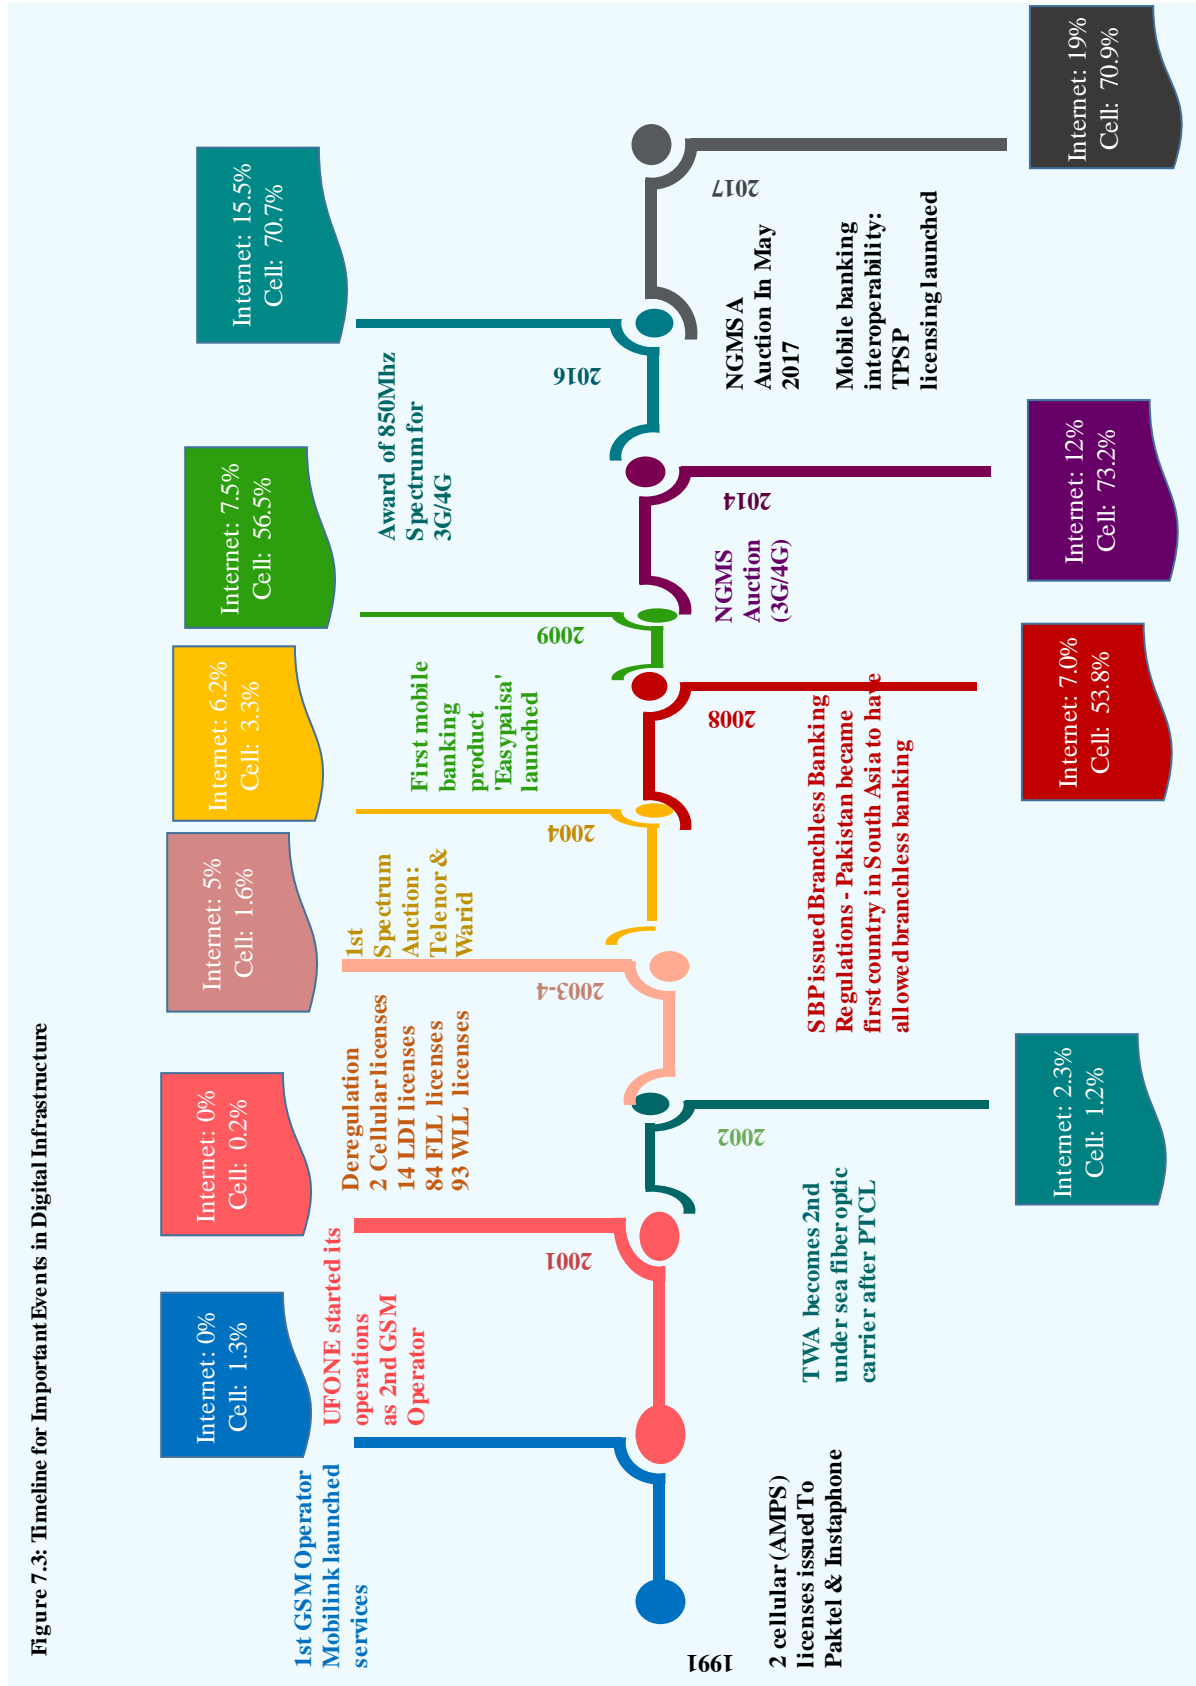 Figure 7.3: Timeline for Important Events in Digital Infrastructure
Internet: 0%
Cell: 1.3%
1st GSM Operator
Mobilink launched
services
1991
2 cellular (AMPS)
licenses issued To
Paktel & Instaphone
Internet: 0%
Cell: 0.2%
UFONE started its
operations
as 2nd GSM
Operator
2001
TWA becomes 2nd
under sea fiber optic
carrier after PTCL
2002
Internet: 2.3%
Cell: 1.2%
Internet: 5%
Cell: 1.6%
Deregulation
2 Cellular licenses
14 LDI licenses
84 FLL licenses
93 WLL licenses
2003-4
Internet: 6.2%
Cell: 3.3%
1st
Spectrum
Auction:
Telenor &
Warid
2004
2008
SBP issued Branchless Banking
Regulations - Pakistan became
first country in South Asia to have
allowed branchless banking
Internet: 7.0%
Cell: 53.8%
Internet: 7.5%
Cell: 56.5%
First mobile
banking
product
'Easypaisa'
launched
2009
2014
NGMS
Auction
(3G/4G)
Internet: 12%
Cell: 73.2%
Internet: 15.5%
Cell: 70.7%
Award of 850Mhz
Spectrum for
3G/4G
2016
2017
NGMSA
Auction In May
2017
Mobile banking
interoperability:
TPSP
licensing launched
Internet: 19%
Cell: 70.9%